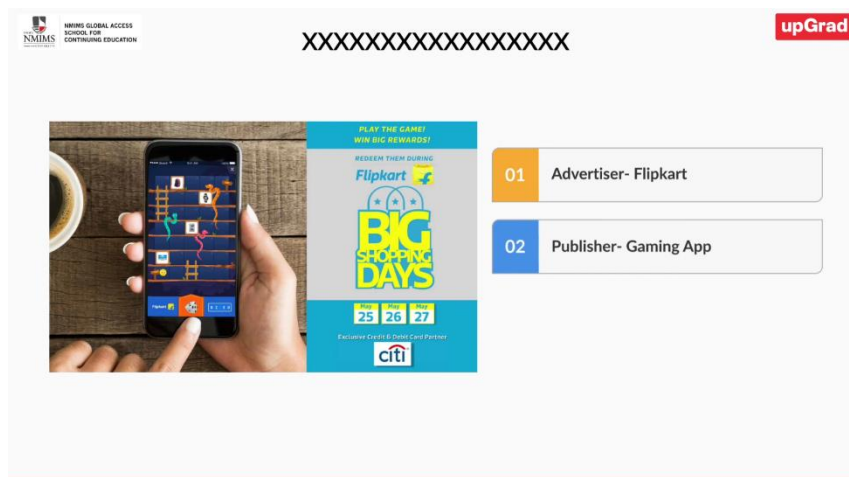 NMIMS GLOBAL ACCESS
SCHOOL FOR
CONTINUING EDUCATION
NMIMS
XXXXXXXXXXXXXXXXX
upGrad
PLAY THE GAME!
WIN BIG REWARDS!
REDEEM THEM DURING
Flipkart
BIG
SHOPPING
DAYS
May May May
25 26 27
Exclusive Credit & Debit Card Partner
citi
Flipkart
01 Advertiser- Flipkart
02 Publisher- Gaming App